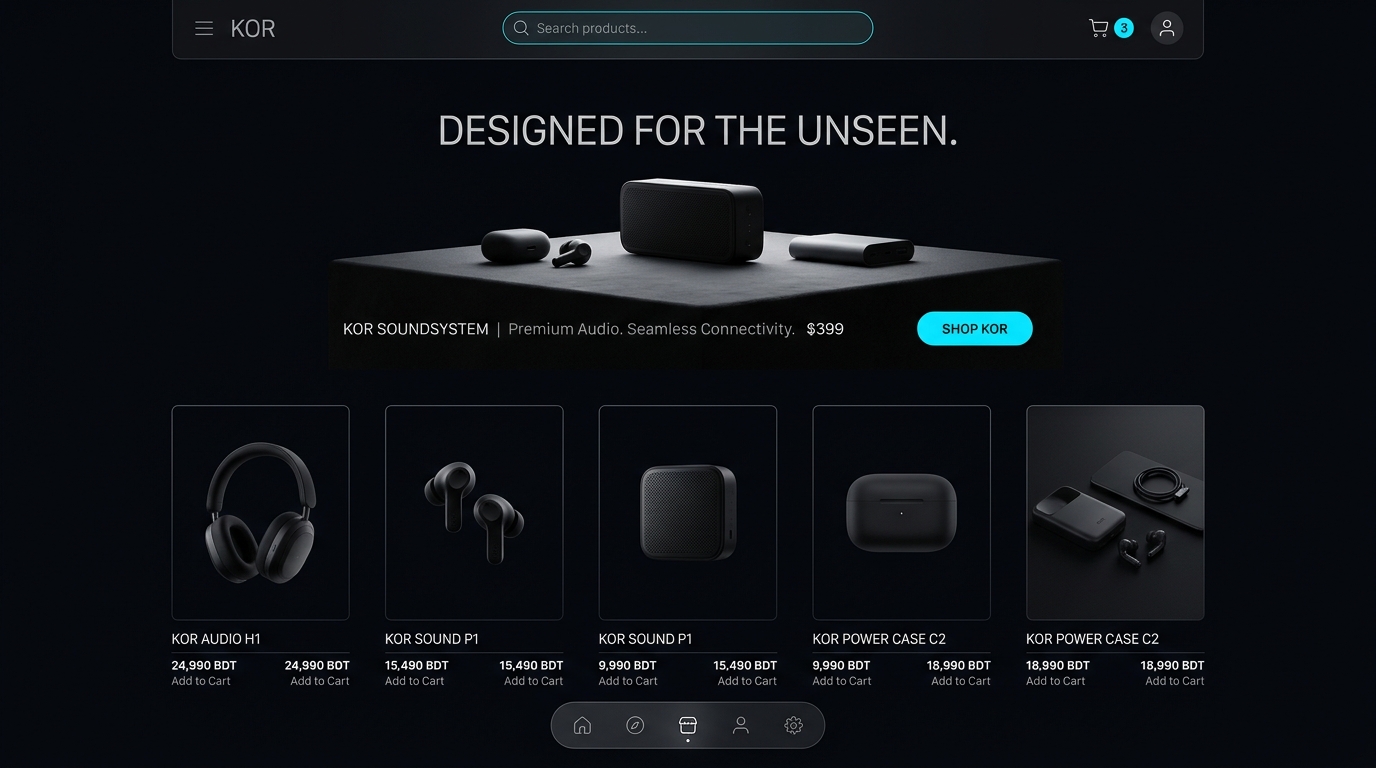 KOR
Search products...
3
DESIGNED FOR THE UNSEEN.
KOR SOUNDSYSTEM | Premium Audio. Seamless Connectivity. $399
SHOP KOR
KOR AUDIO H1
24,990 BDT 24,990 BDT
Add to Cart Add to Cart
KOR SOUND P1
15,490 BDT 15,490 BDT
Add to Cart Add to Cart
KOR SOUND P1
9,990 BDT 15,490 BDT
Add to Cart Add to Cart
KOR POWER CASE C2
9,990 BDT 18,990 BDT
Add to Cart Add to Cart
KOR POWER CASE C2
18,990 BDT 18,990 BDT
Add to Cart Add to Cart